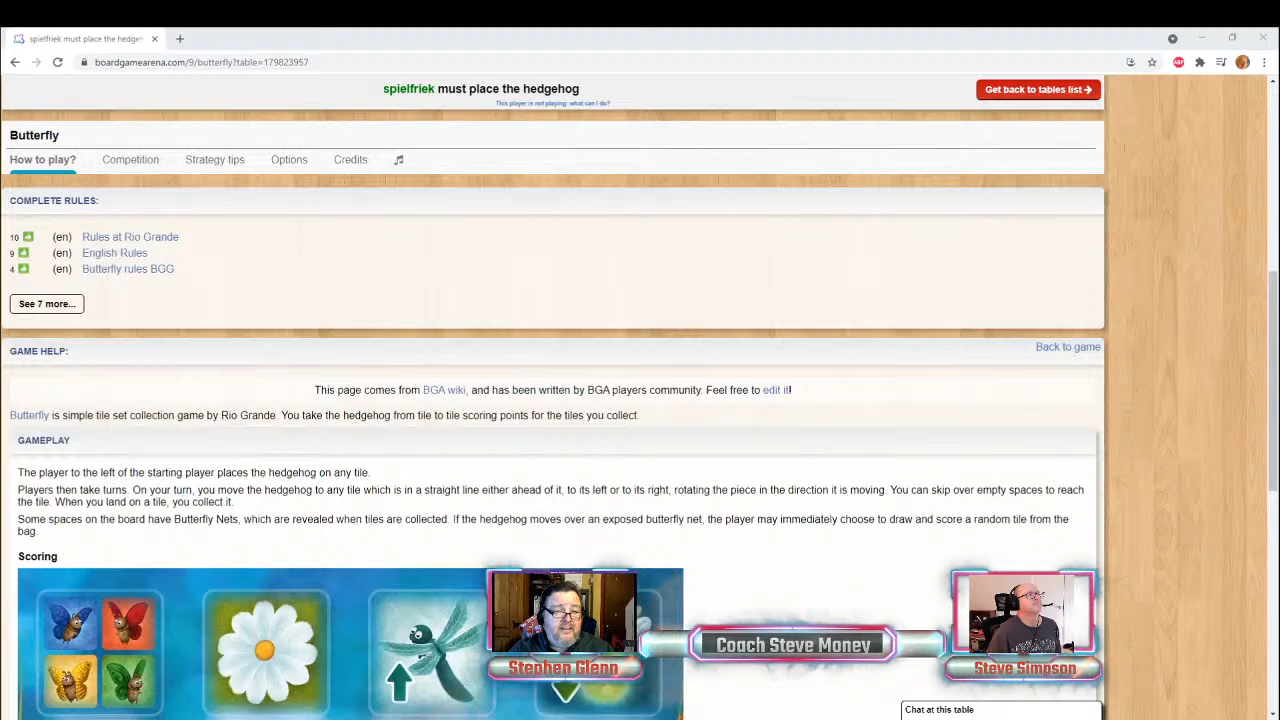 spielfriek must place the hedgeh
boardgamearena.com/9/butterfly?table=179823957
ABP
spielfriek must place the hedgehog
This player is not playing: what can I do?
Get back to tables list
Butterfly
How to play? Competition Strategy tips Options Credits
COMPLETE RULES:
10 (en) Rules at Rio Grande
9 (en) English Rules
4 (en) Butterfly rules BGG
See 7 more...
GAME HELP:
Back to game
This page comes from BGA wiki, and has been written by BGA players community. Feel free to edit it!
Butterfly is simple tile set collection game by Rio Grande. You take the hedgehog from tile to tile scoring points for the tiles you collect.
GAMEPLAY
The player to the left of the starting player places the hedgehog on any tile.
Players then take turns. On your turn, you move the hedgehog to any tile which is in a straight line either ahead of it, to its left or to its right, rotating the piece in the direction it is moving. You can skip over empty spaces to reach
the tile. When you land on a tile, you collect it.
Some spaces on the board have Butterfly Nets, which are revealed when tiles are collected. If the hedgehog moves over an exposed butterfly net, the player may immediately choose to draw and score a random tile from the
bag.
Scoring
Coach Steve Money
Stephen Glenn
Steve Simpson
Chat at this table